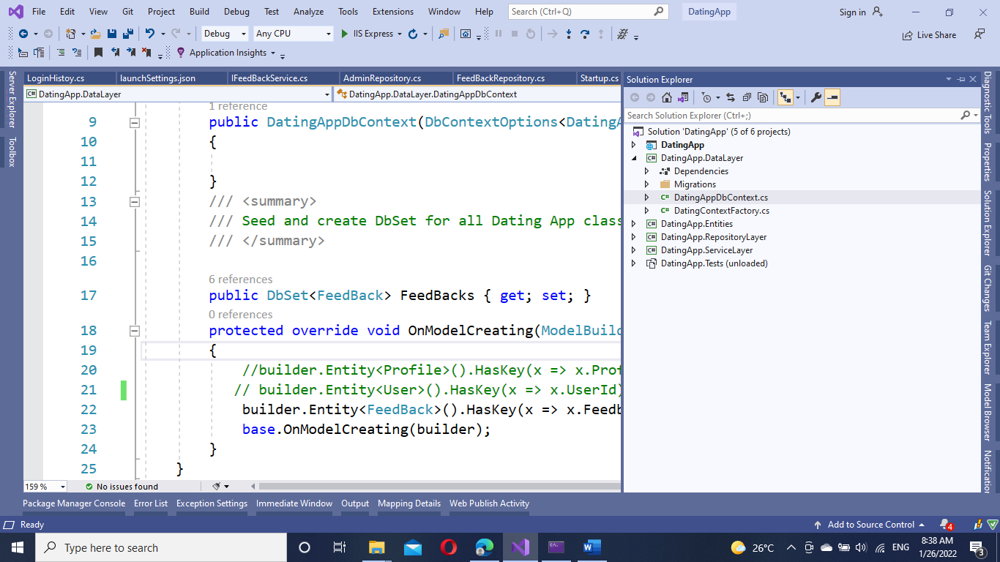 File Edit View Git Project Build Debug Test Analyze Tools Extensions Window Help Search (Ctrl+Q) DatingApp Sign in
Debug Any CPU IIS Express Live Share
Application Insights
Server Explorer
Toolbox
LoginHistoy.cs launchSettings.json IFeedBackService.cs AdminRepository.cs FeedBackRepository.cs Startup.cs
DatingApp.DataLayer DatingApp.DataLayer.DatingAppDbContext
1 reference
9 public DatingAppDbContext(DbContextOptions<DatingA
10 {
11
12 }
13 /// <summary>
14 /// Seed and create DbSet for all Dating App class
15 /// </summary>
16
6 references
17 public DbSet<FeedBack> FeedBacks { get; set; }
0 references
18 protected override void OnModelCreating(ModelBuild
19 {
20 //builder.Entity<Profile>().HasKey(x => x.Prof
21 // builder.Entity<User>().HasKey(x => x.UserId)
22 builder.Entity<FeedBack>().HasKey(x => x.Feedb
23 base.OnModelCreating(builder);
24 }
25 }
159 % No issues found
Solution Explorer
Search Solution Explorer (Ctrl+;)
Solution 'DatingApp' (5 of 6 projects)
DatingApp
DatingApp.DataLayer
Dependencies
Migrations
C# DatingAppDbContext.cs
C# DatingContextFactory.cs
DatingApp.Entities
DatingApp.RepositoryLayer
DatingApp.ServiceLayer
DatingApp.Tests (unloaded)
Diagnostic Tools
Properties
Solution Explorer
Git Changes
Team Explorer
Model Browser
Notification
Package Manager Console Error List Exception Settings Immediate Window Output Mapping Details Web Publish Activity
Ready Add to Source Control 4
Type here to search 26°C ENG 8:38 AM
1/26/2022 3